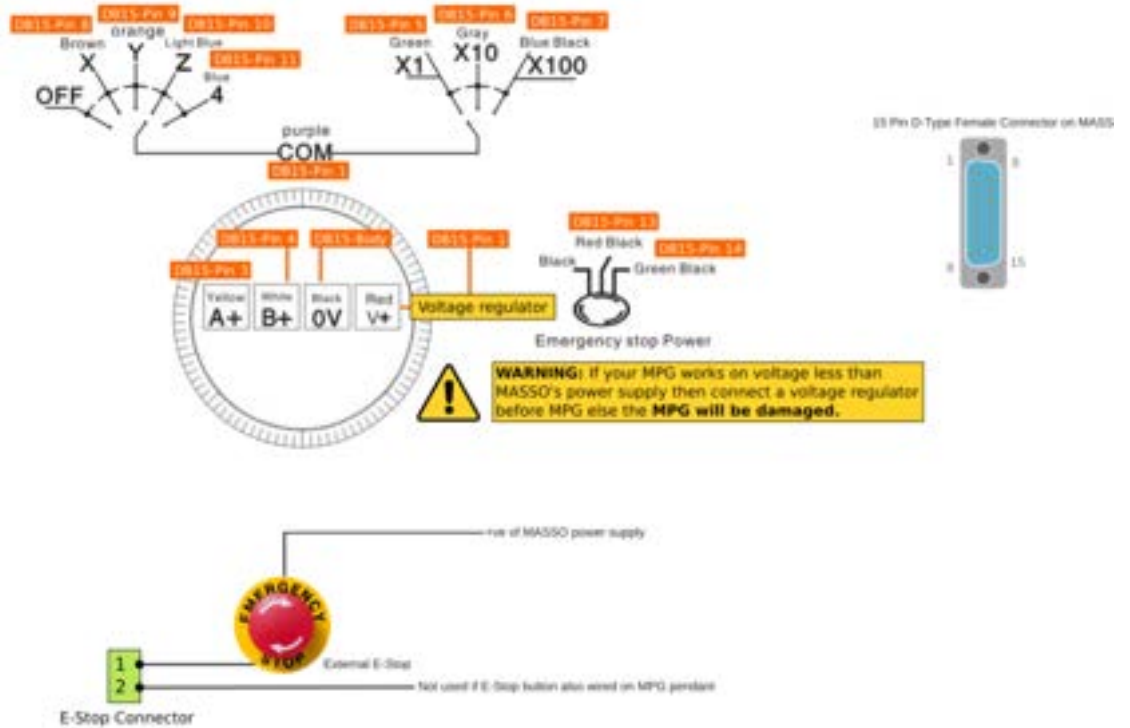 DB15-Pin 8
DB15-Pin 9
DB15-Pin 10
DB15-Pin 11
Brown
orange
Light Blue
Blue
OFF
X
Y
Z
4
DB15-Pin 5
DB15-Pin 6
DB15-Pin 7
Green
Gray
Blue Black
X1
X10
X100
purple
COM
DB15-Pin 1
15 Pin D-Type Female Connector on MASS
1
9
8
15
DB15-Pin 3
DB15-Pin 4
DB15-Body
DB15-Pin 1
Yellow
A+
White
B+
Black
0V
Red
V+
Voltage regulator
DB15-Pin 13
Red Black
DB15-Pin 14
Black
Green Black
Emergency stop Power
WARNING: If your MPG works on voltage less than
MASSO's power supply then connect a voltage regulator
before MPG else the MPG will be damaged.
+ve of MASSO power supply
EMERGENCY
STOP
External E-Stop
1
2
Not used if E-Stop button also wired on MPG pendant
E-Stop Connector